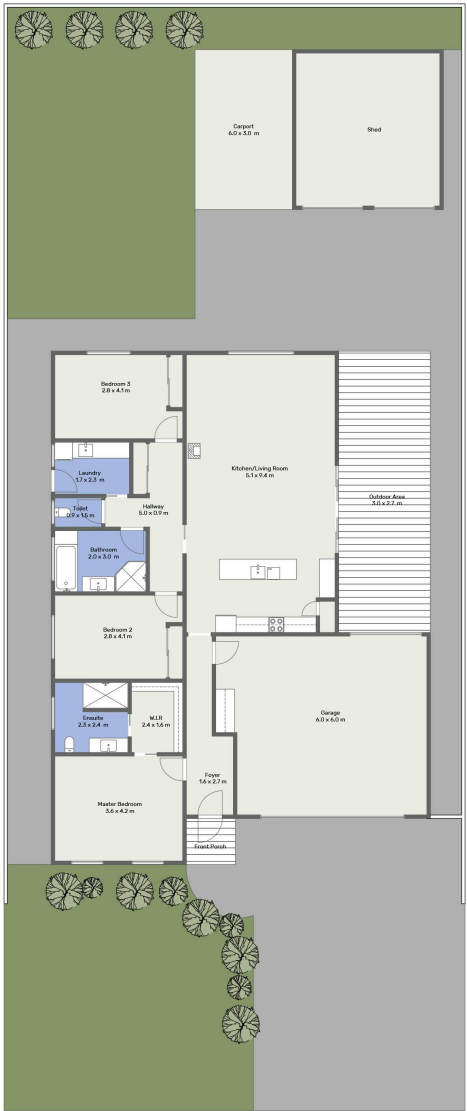 Carport
6.0 x 3.0 m
Shed
Bedroom 3
2.8 x 4.1 m
Laundry
1.7 x 2.3 m
Kitchen/Living Room
5.1 x 9.4 m
Outdoor Area
3.0 x 2.7 m
Toilet
0.9 x 1.5 m
Hallway
5.0 x 0.9 m
Bathroom
2.0 x 3.0 m
Bedroom 2
2.8 x 4.1 m
Ensuite
2.3 x 2.4 m
W.I.R
2.4 x 1.6 m
Garage
6.0 x 6.0 m
Foyer
1.6 x 2.7 m
Master Bedroom
3.6 x 4.2 m
Front Porch